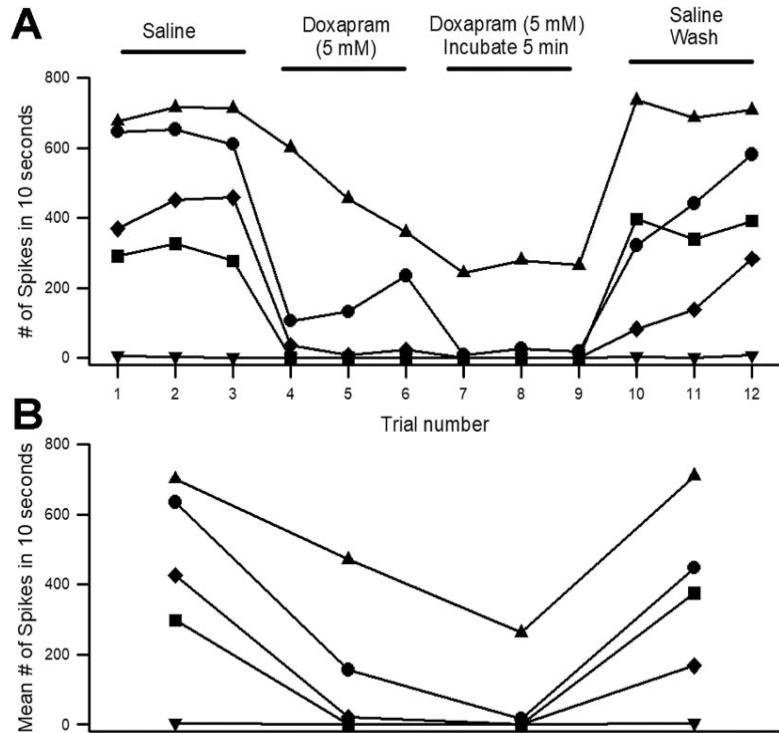 A
Saline
Doxapram
(5 mM)
Doxapram (5 mM)
Incubate 5 min
Saline
Wash
# of Spikes in 10 seconds
800
600
400
200
0
1 2 3 4 5 6 7 8 9 10 11 12
Trial number
B
Mean # of Spikes in 10 seconds
800
600
400
200
0